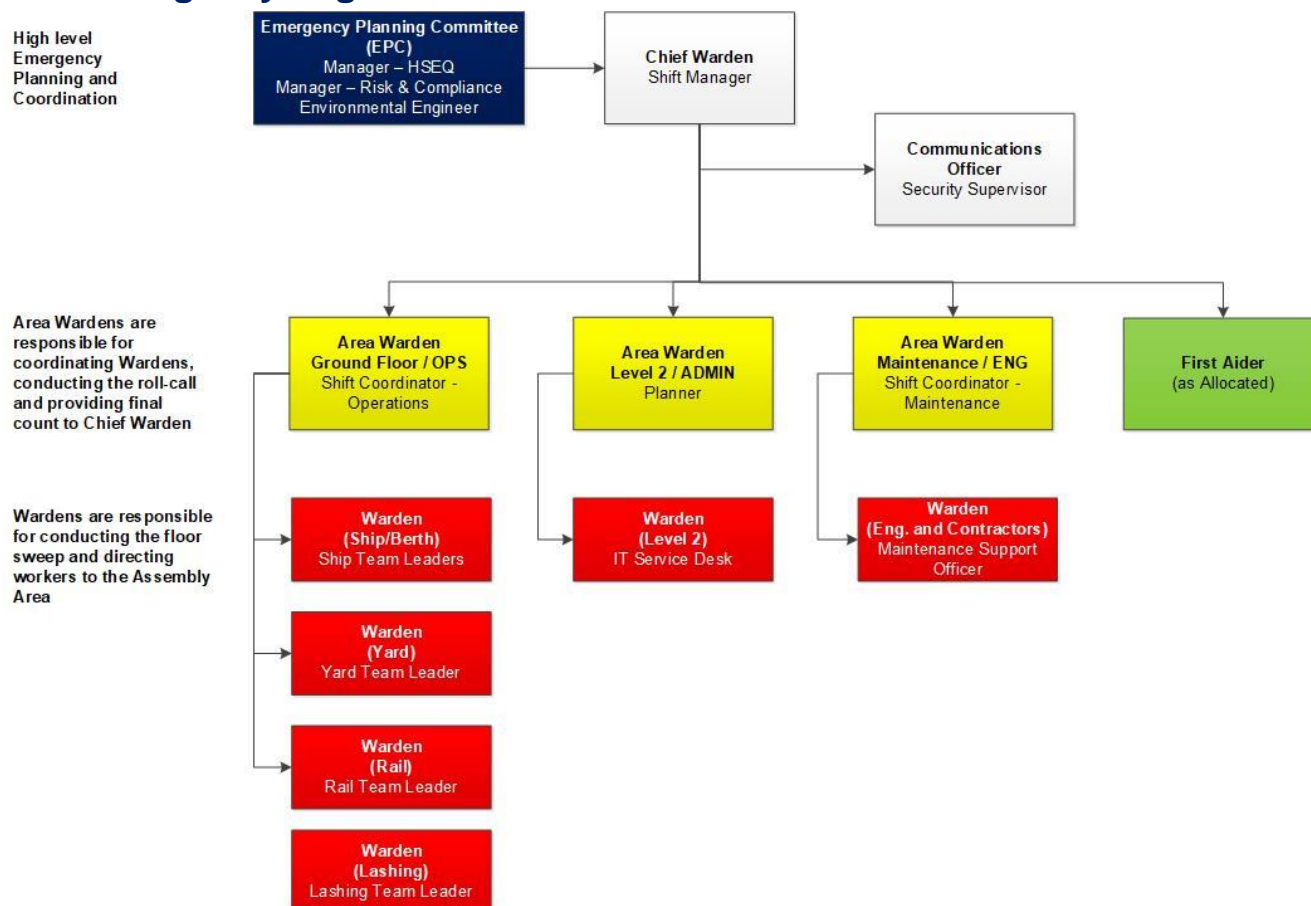 High level
Emergency
Planning and
Coordination
Emergency Planning Committee
(EPC)
Manager – HSEQ
Manager – Risk & Compliance
Environmental Engineer
Chief Warden
Shift Manager
Communications
Officer
Security Supervisor
Area Wardens are
responsible for
coordinating Wardens,
conducting the roll-call
and providing final
count to Chief Warden
Area Warden
Ground Floor / OPS
Shift Coordinator -
Operations
Area Warden
Level 2 / ADMIN
Planner
Area Warden
Maintenance / ENG
Shift Coordinator -
Maintenance
First Aider
(as Allocated)
Wardens are responsible
for conducting the floor
sweep and directing
workers to the Assembly
Area
Warden
(Ship/Berth)
Ship Team Leaders
Warden
(Level 2)
IT Service Desk
Warden
(Eng. and Contractors)
Maintenance Support
Officer
Warden
(Yard)
Yard Team Leader
Warden
(Rail)
Rail Team Leader
Warden
(Lashing)
Lashing Team Leader